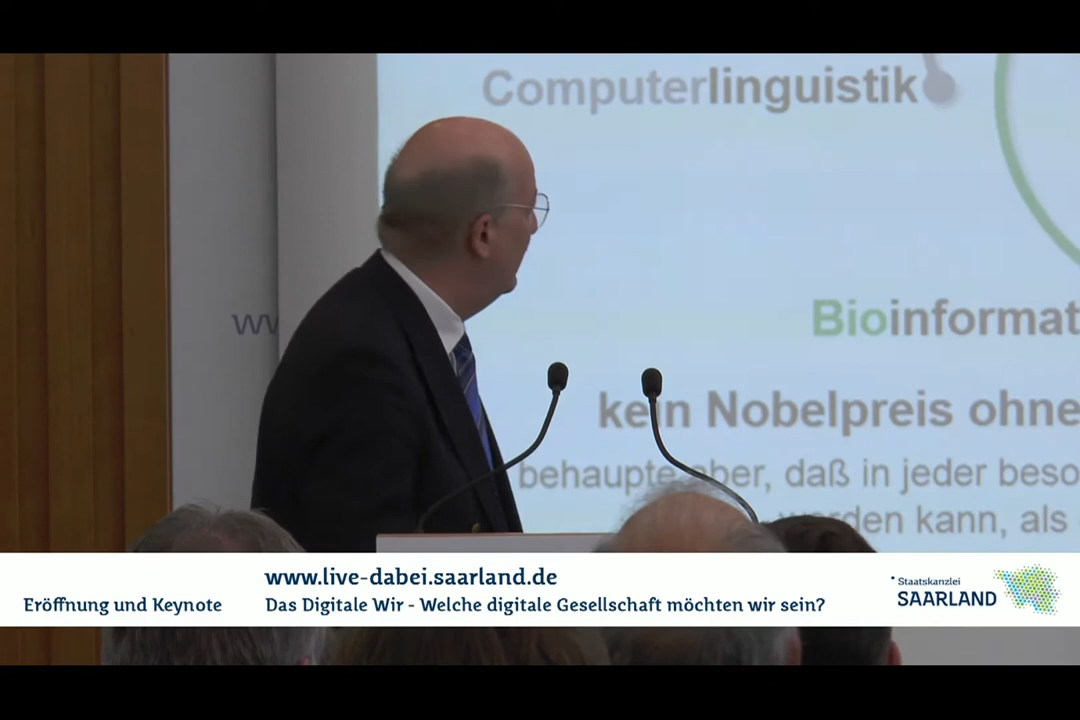 Computerlinguistik
Bioinformat
kein Nobelpreis ohne
behaupte aber, daß in jeder beso
werden kann, als
www.live-dabei.saarland.de
Eröffnung und Keynote
Das Digitale Wir - Welche digitale Gesellschaft möchten wir sein?
Staatskanzlei
SAARLAND